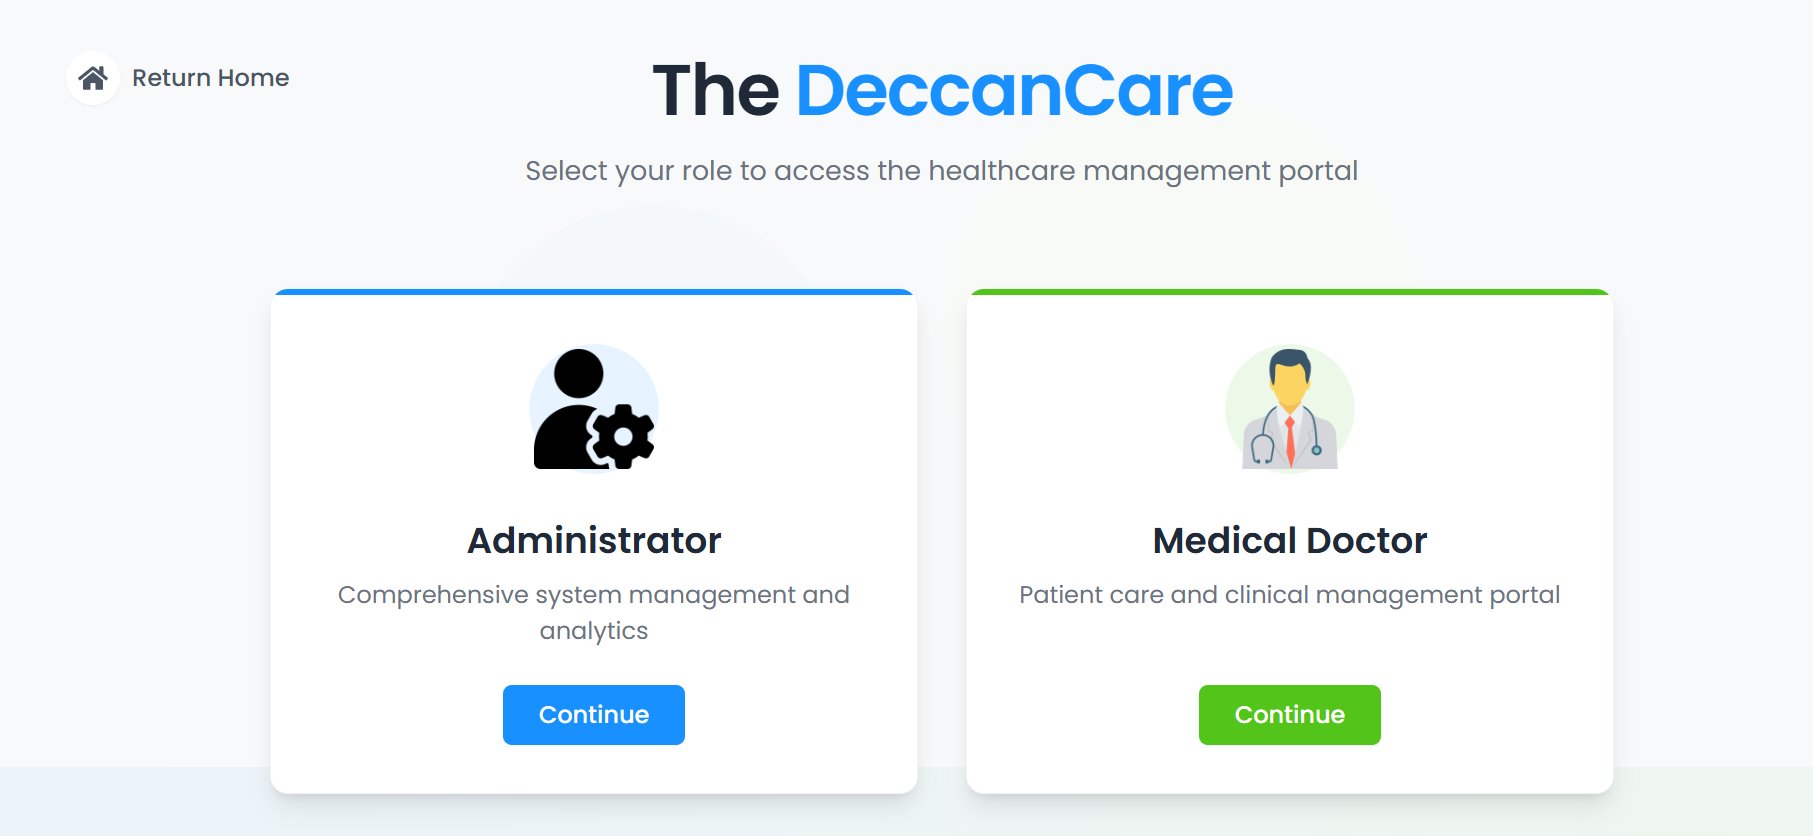 Return Home
The DeccanCare
Select your role to access the healthcare management portal
Administrator
Comprehensive system management and
analytics
Continue
Medical Doctor
Patient care and clinical management portal
Continue